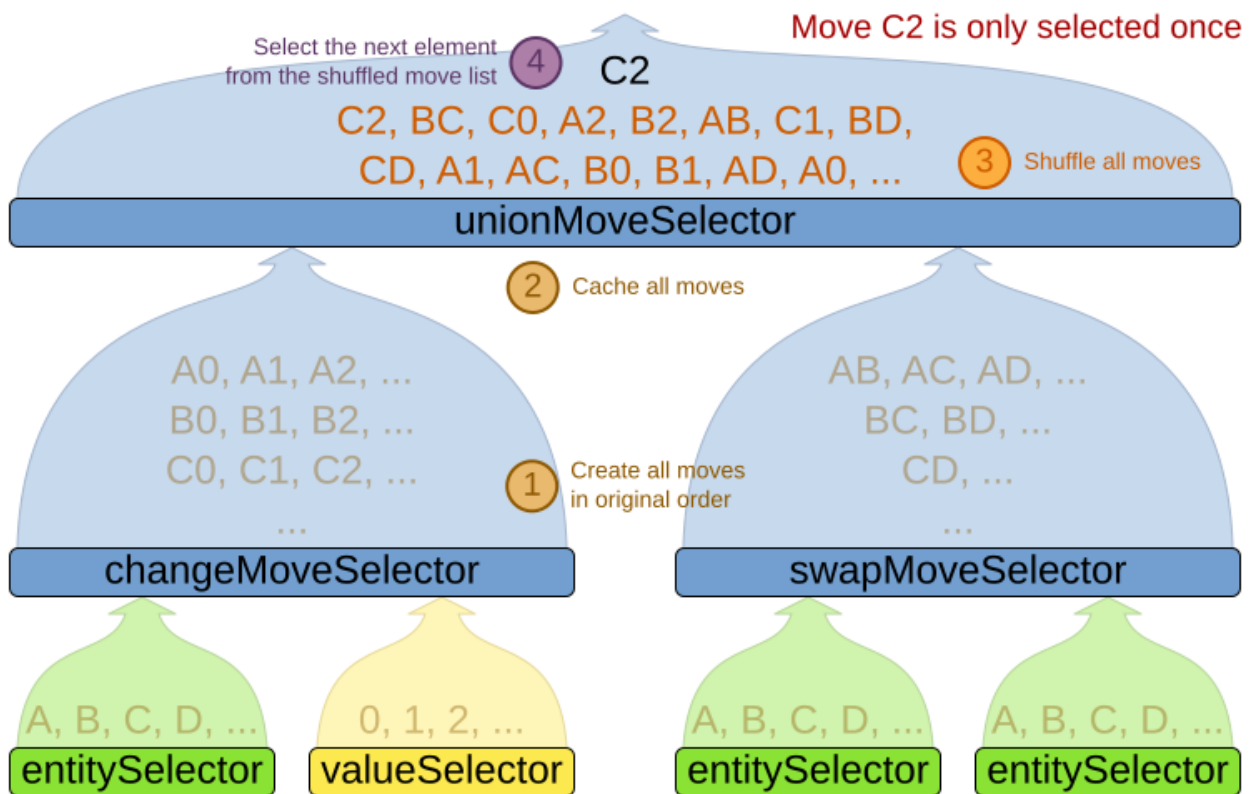 Move C2 is only selected once
Select the next element
from the shuffled move list
4
C2
C2, BC, C0, A2, B2, AB, C1, BD,
CD, A1, AC, B0, B1, AD, A0, ...
3
Shuffle all moves
unionMoveSelector
2
Cache all moves
A0, A1, A2, ...
B0, B1, B2, ...
C0, C1, C2, ...
...
1
Create all moves
in original order
AB, AC, AD, ...
BC, BD, ...
CD, ...
...
changeMoveSelector
swapMoveSelector
A, B, C, D, ...
0, 1, 2, ...
A, B, C, D, ...
A, B, C, D, ...
entitySelector
valueSelector
entitySelector
entitySelector